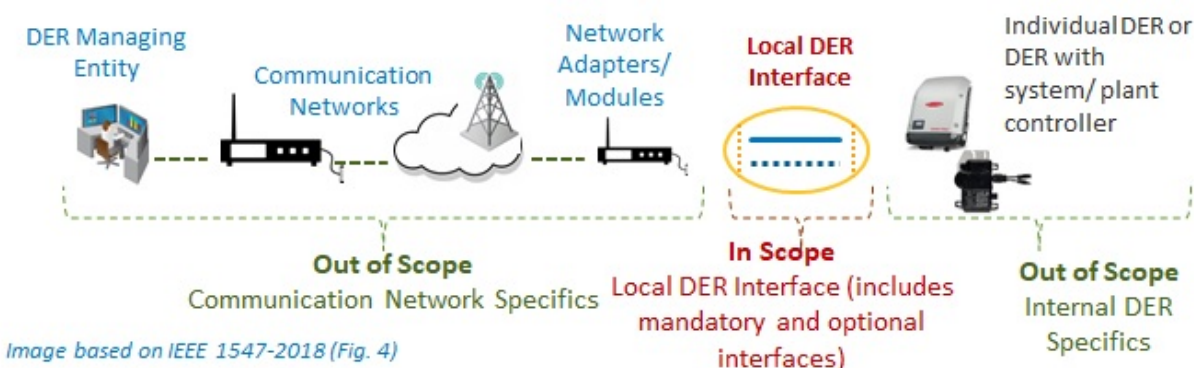 DER Managing
Entity
Communication
Networks
Network
Adapters/
Modules
Local DER
Interface
Individual DER or
DER with
system/ plant
controller
Out of Scope
Communication Network Specifics
In Scope
Local DER Interface (includes
mandatory and optional
interfaces)
Out of Scope
Internal DER
Specifics
Image based on IEEE 1547-2018 (Fig. 4)